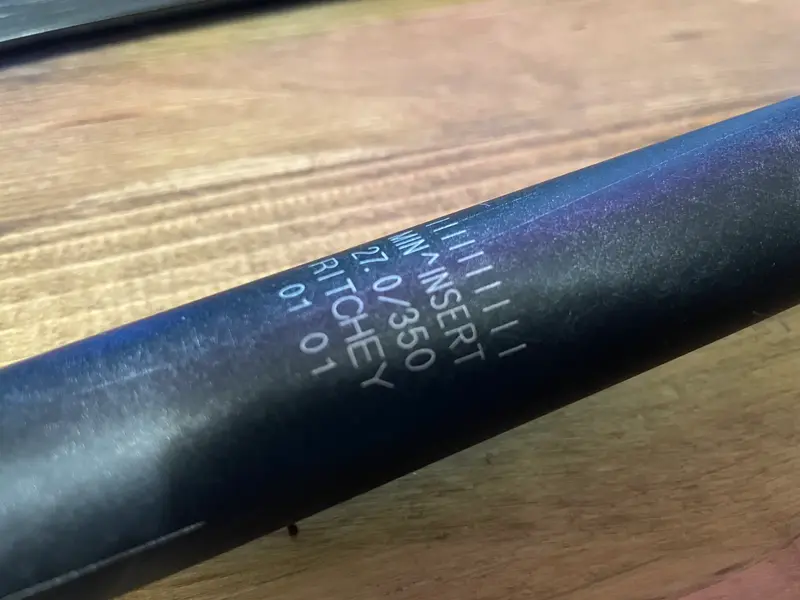 MIN ^ INSERT
27.0/350
RITCHEY
01 01